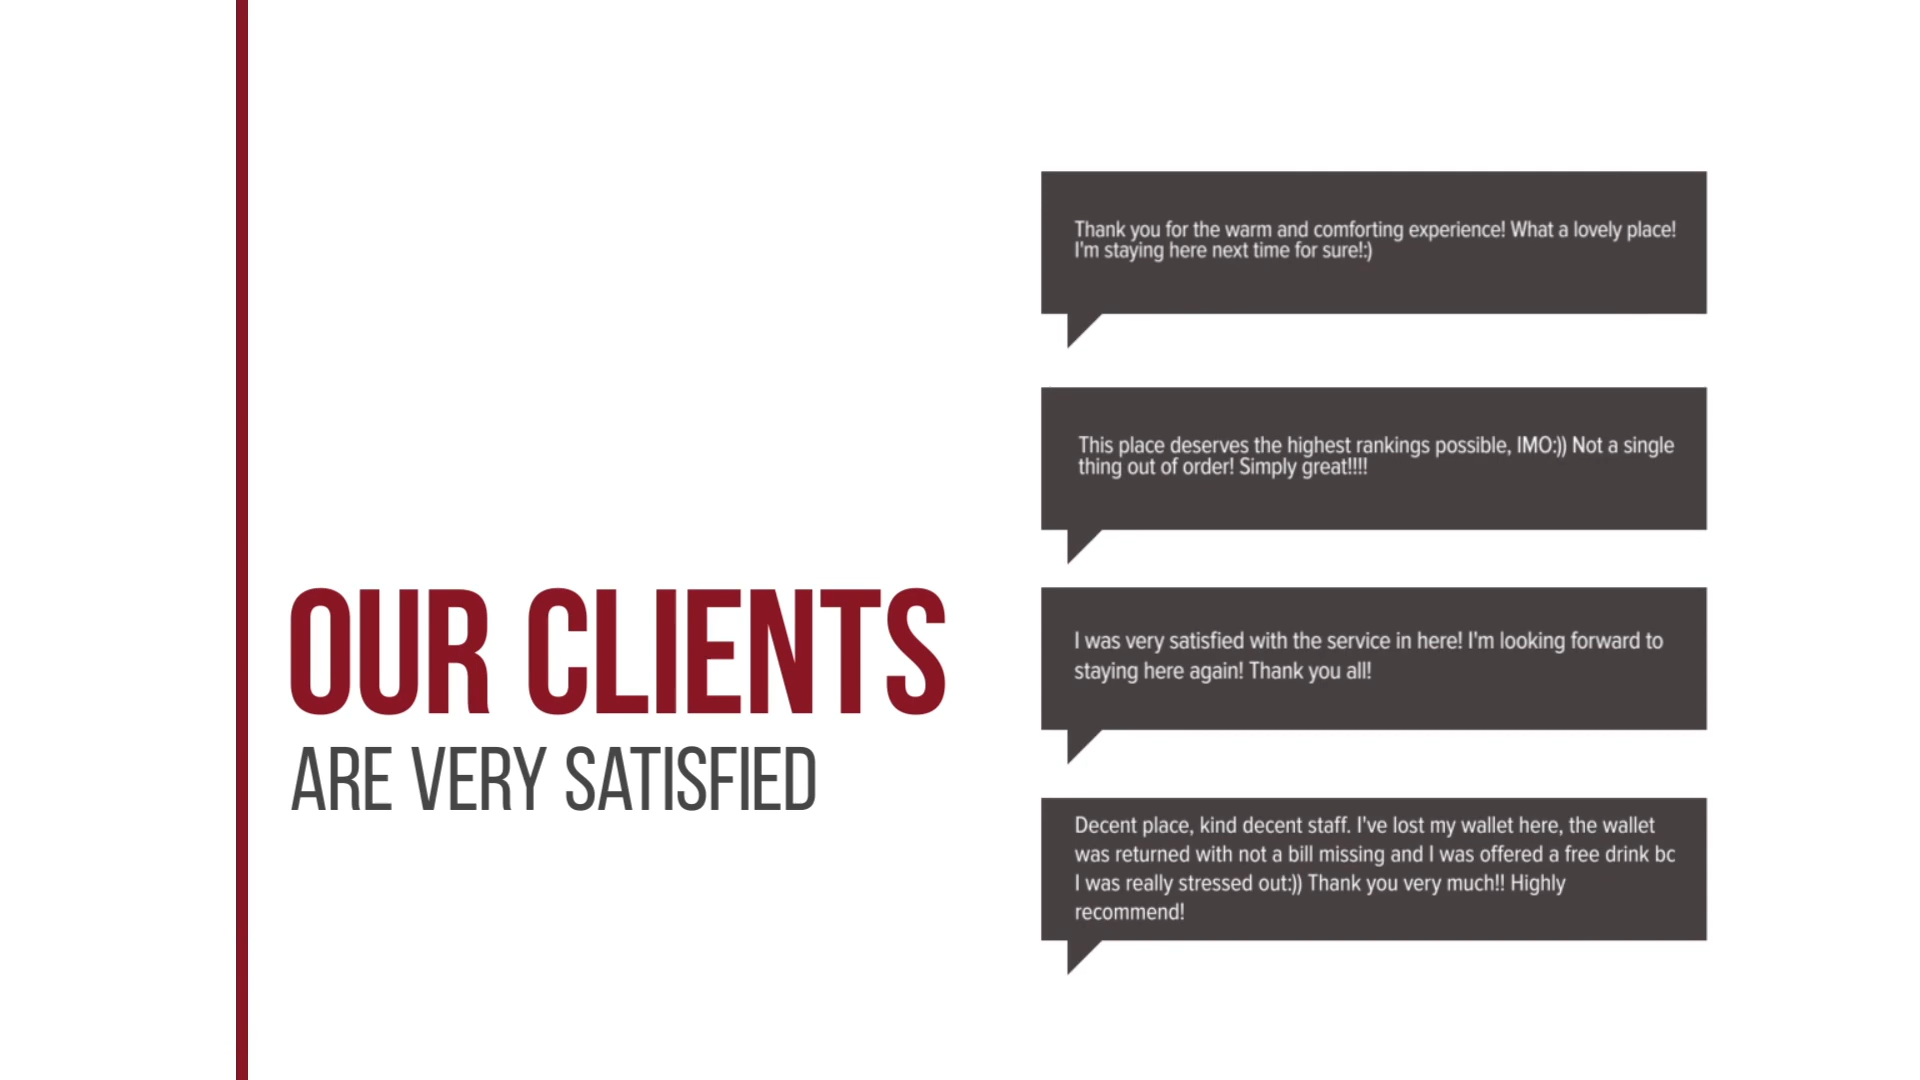 OUR CLIENTS
ARE VERY SATISFIED
Thank you for the warm and comforting experience! What a lovely place!
I'm staying here next time for sure!:)
This place deserves the highest rankings possible, IMO:)) Not a single
thing out of order! Simply great!!!!
I was very satisfied with the service in here! I'm looking forward to
staying here again! Thank you all!
Decent place, kind decent staff. I've lost my wallet here, the wallet
was returned with not a bill missing and I was offered a free drink bc
I was really stressed out:)) Thank you very much!! Highly
recommend!